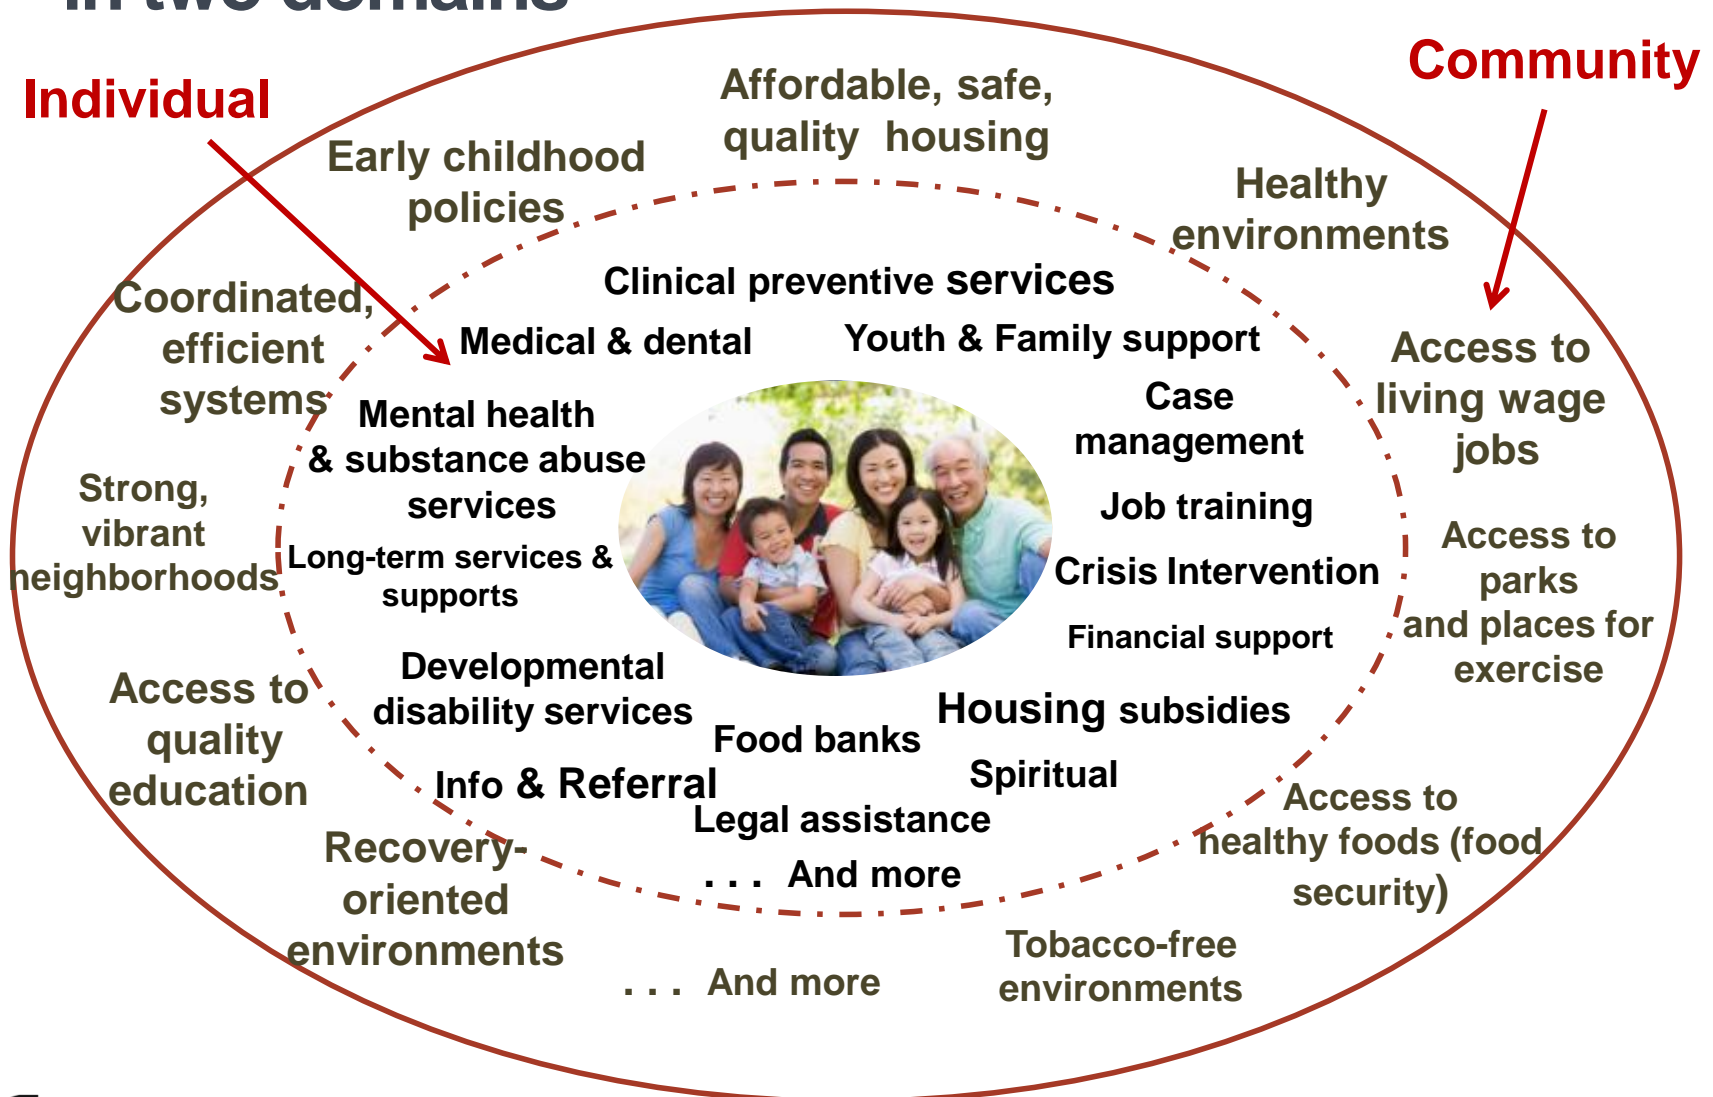 in two domains
Individual
Community
Affordable, safe,
quality housing
Early childhood
policies
Healthy
environments
Clinical preventive services
Coordinated,
efficient
systems
Medical & dental
Youth & Family support
Access to
living wage
jobs
Mental health
& substance abuse
services
Case
management
Strong,
vibrant
neighborhoods
Job training
Long-term services &
supports
Crisis Intervention
Access to
parks
and places for
exercise
Financial support
Developmental
disability services
Access to
quality
education
Housing subsidies
Food banks
Info & Referral
Spiritual
Legal assistance
Access to
healthy foods (food
security)
Recovery-
oriented
environments
. . . And more
Tobacco-free
environments
. . . And more